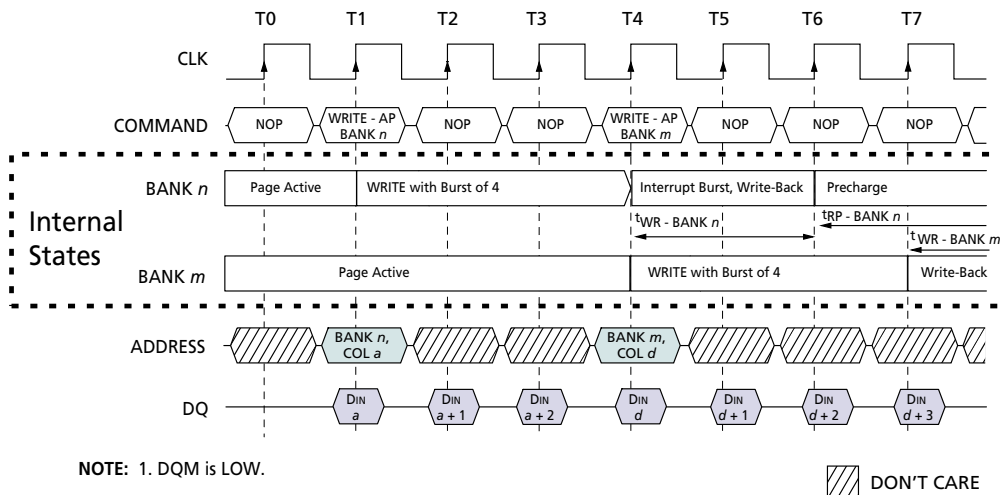 T0 T1 T2 T3 T4 T5 T6 T7
CLK
COMMAND NOP WRITE - AP BANK n NOP NOP WRITE - AP BANK m NOP NOP NOP
Internal States
BANK n Page Active WRITE with Burst of 4 Interrupt Burst, Write-Back Precharge
tWR - BANK n tRP - BANK n
t WR - BANK m
BANK m Page Active WRITE with Burst of 4 Write-Back
ADDRESS BANK n, COL a BANK m, COL d
DQ DIN a DIN a + 1 DIN a + 2 DIN d DIN d + 1 DIN d + 2 DIN d + 3
NOTE: 1. DQM is LOW.
DON'T CARE